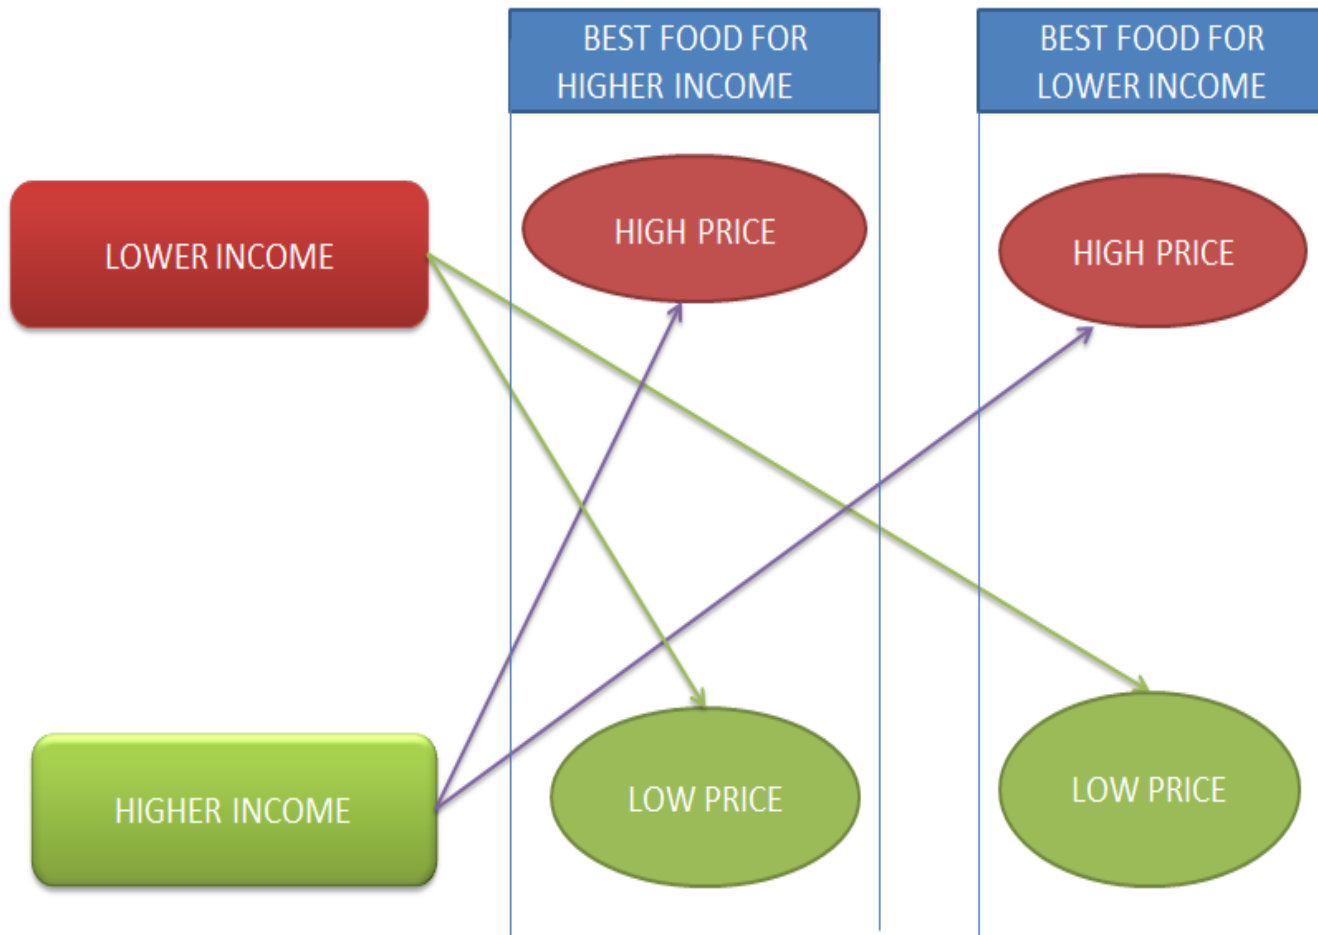 BEST FOOD FOR
HIGHER INCOME
BEST FOOD FOR
LOWER INCOME
LOWER INCOME
HIGH PRICE
HIGH PRICE
HIGHER INCOME
LOW PRICE
LOW PRICE